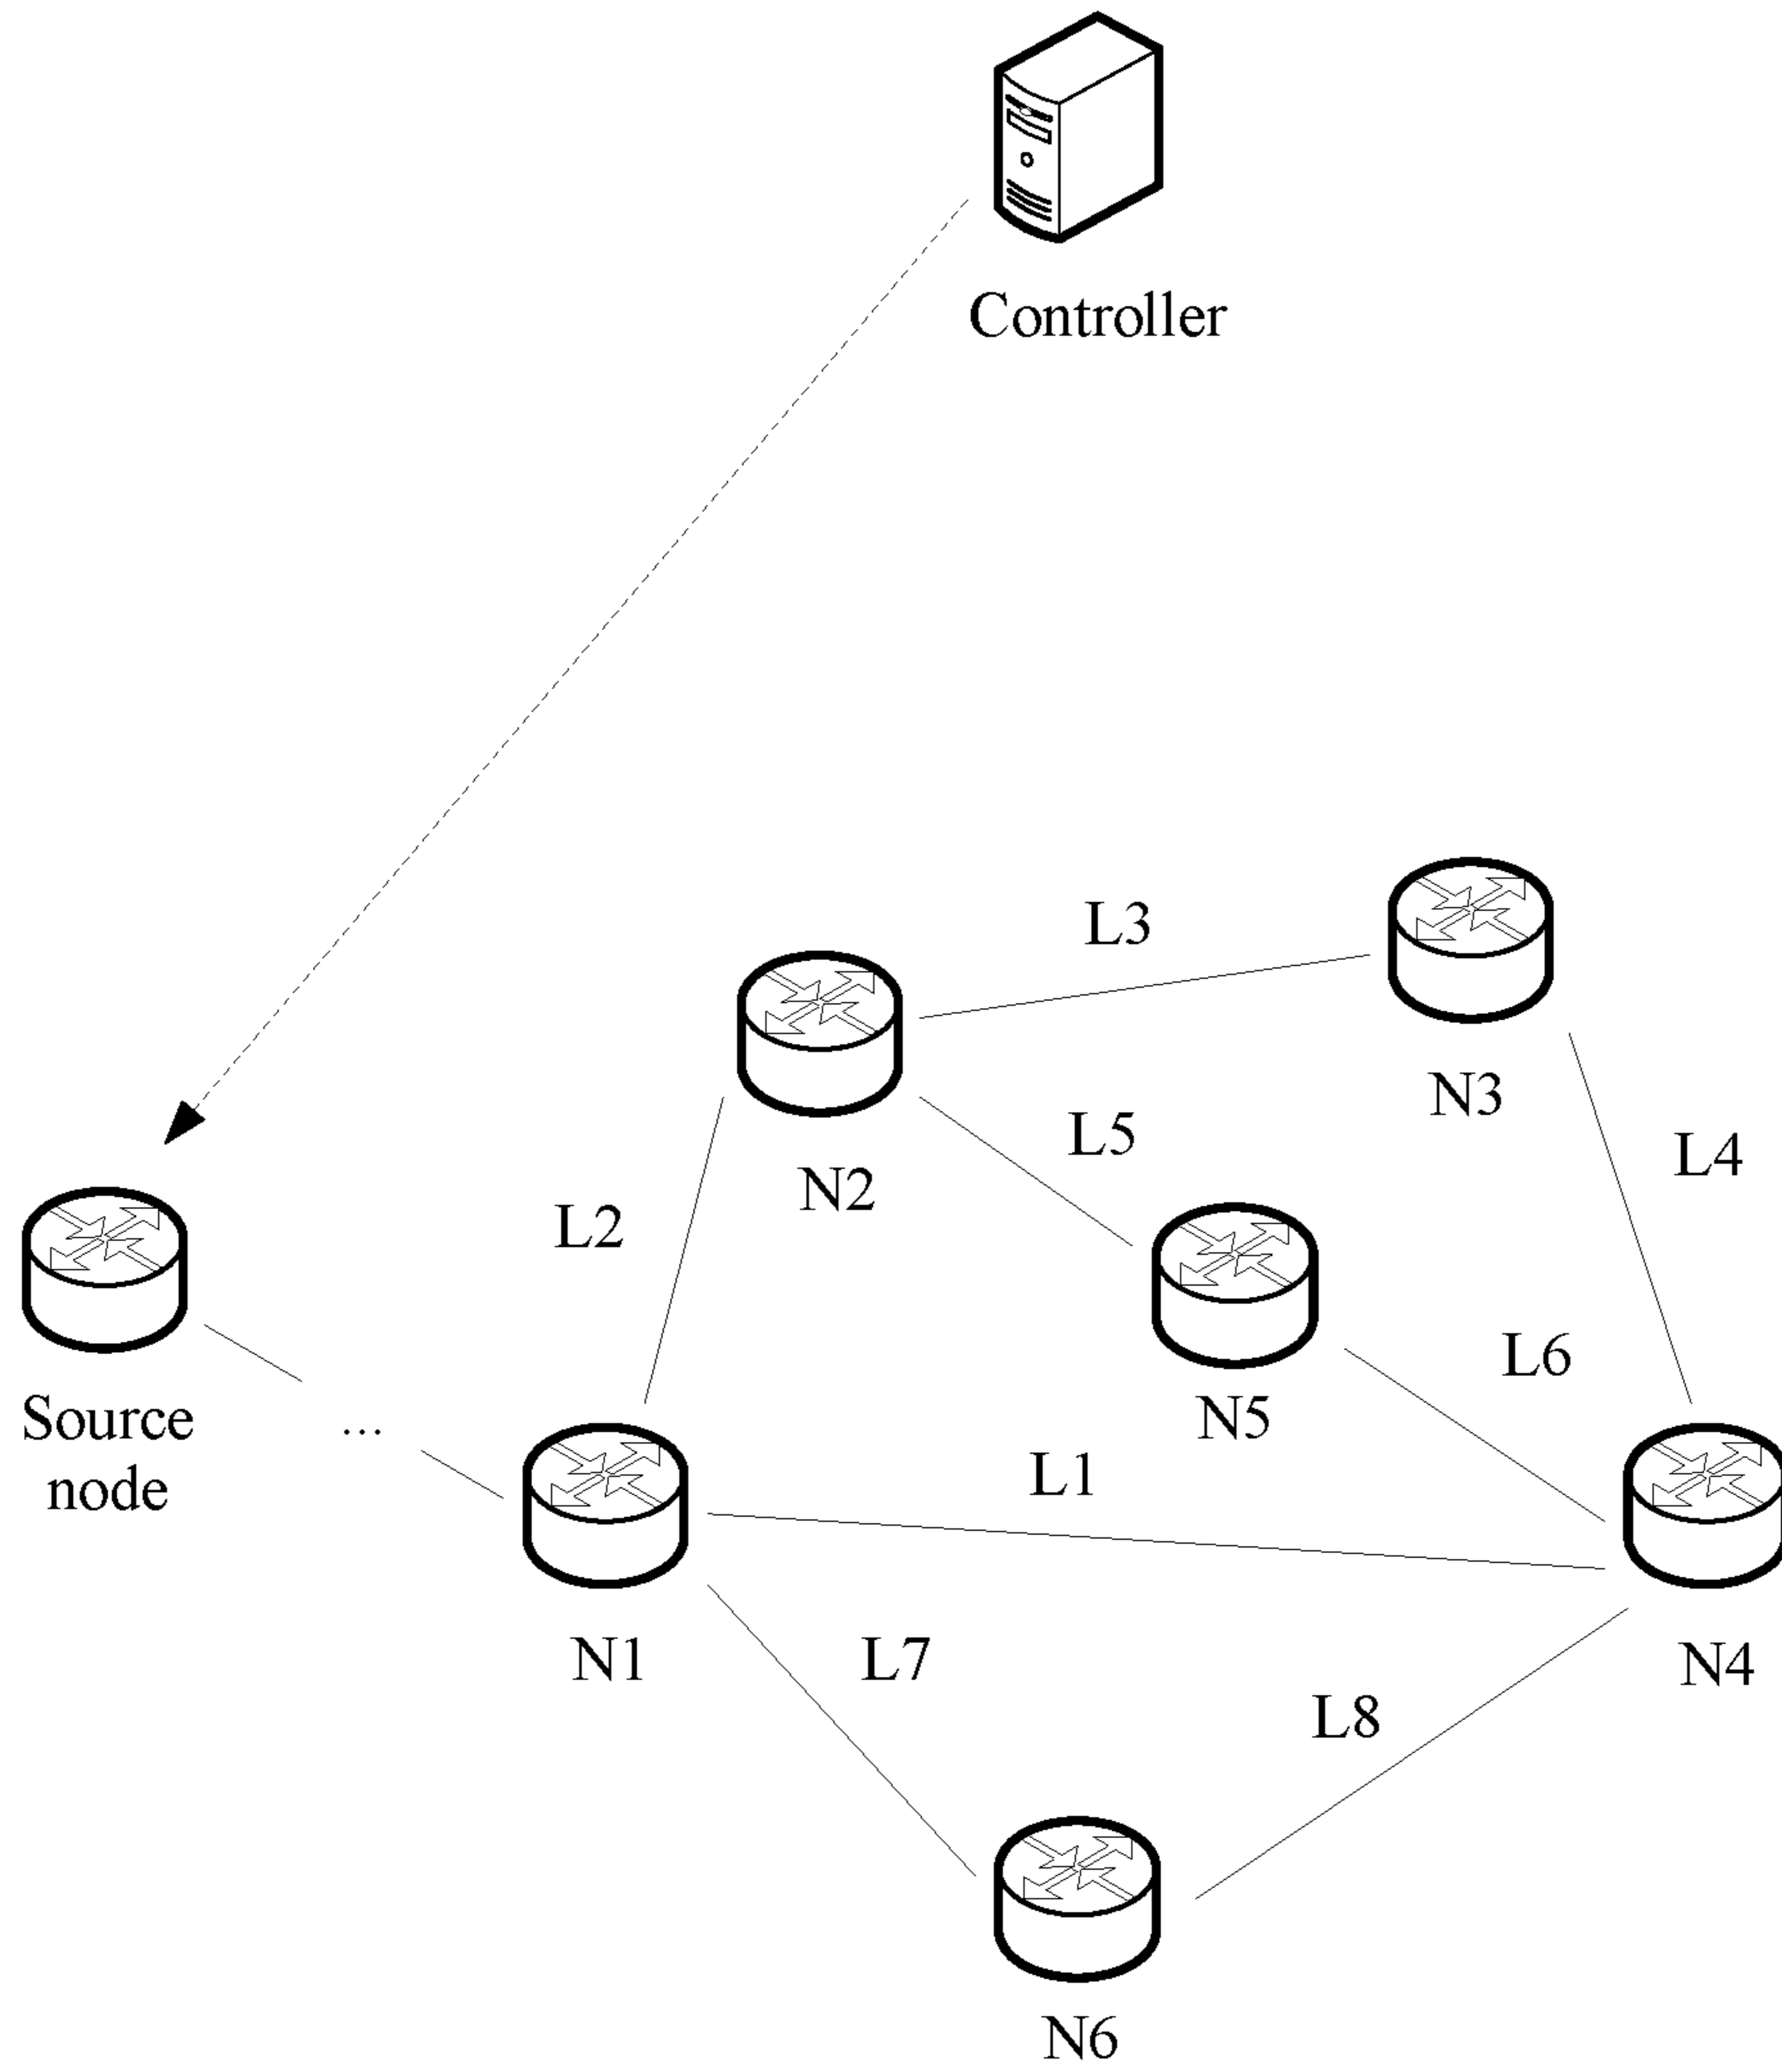 Controller
L3
N3
L5
L4
N2
L2
L6
Source
node
...
N5
L1
N1
L7
N4
L8
N6